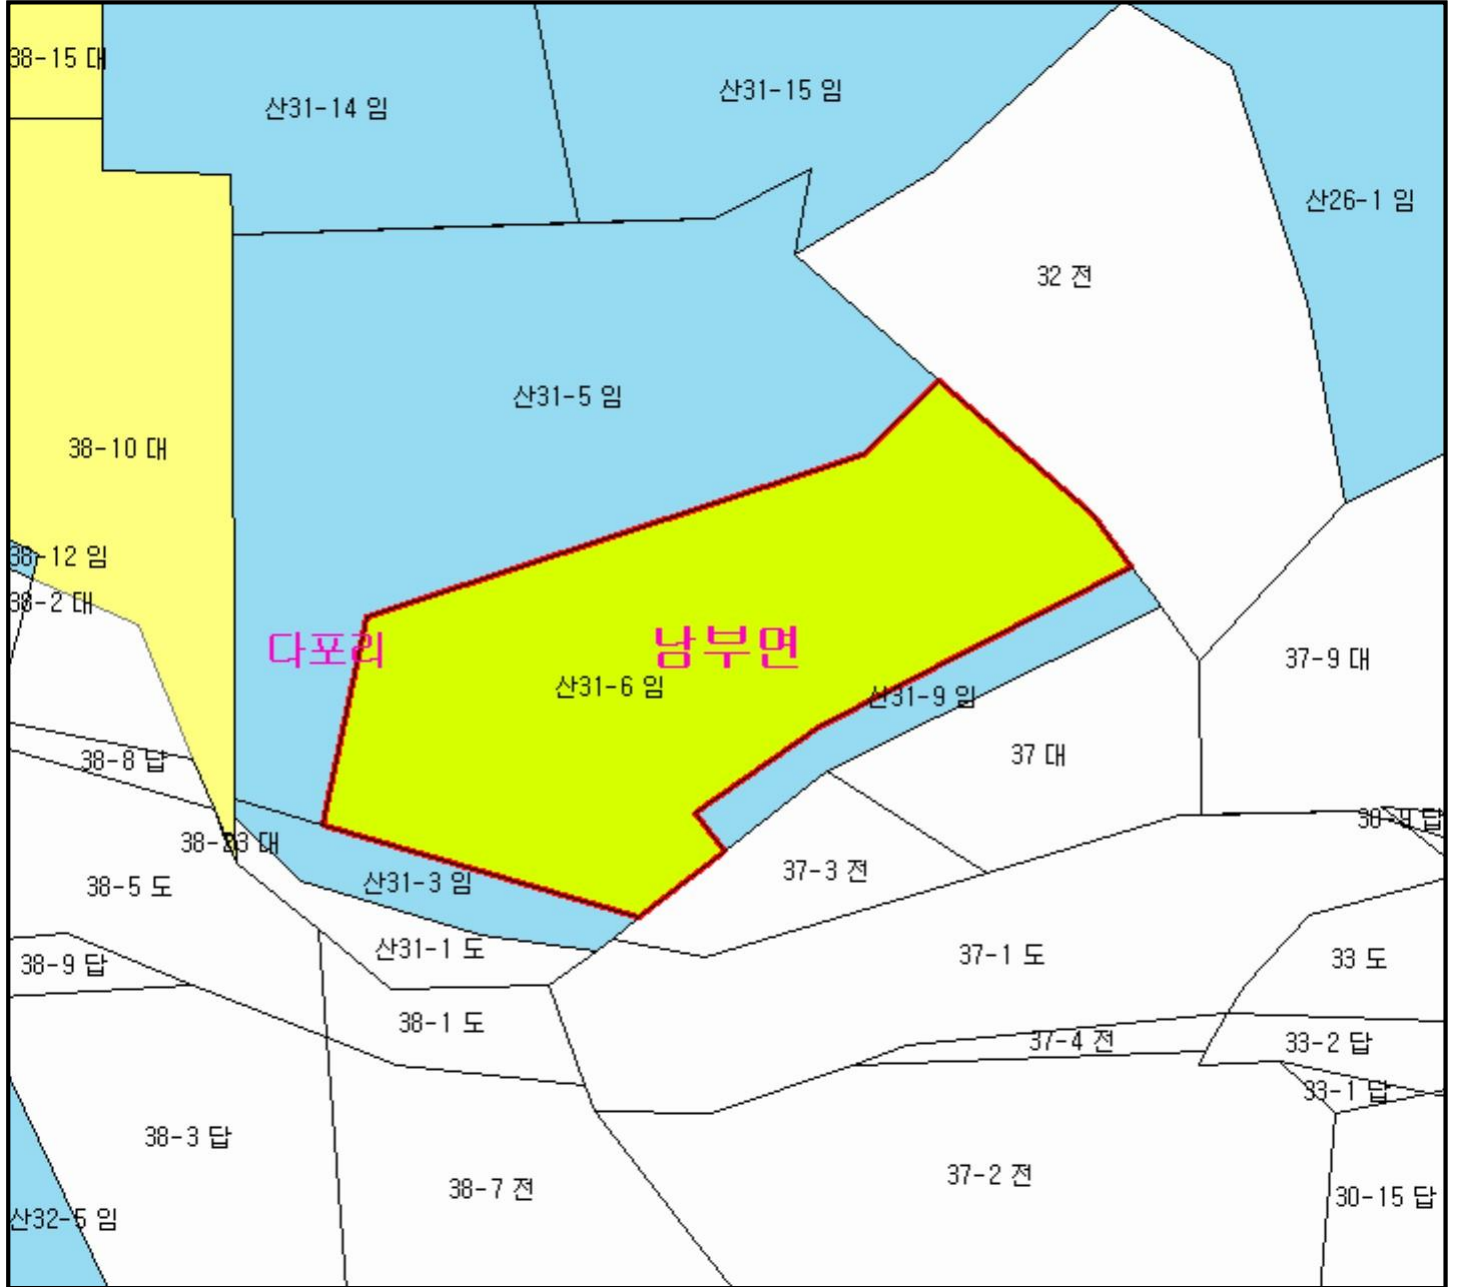 38-15 대
산31-14 임
산31-15 임
산26-1 임
32 전
산31-5 임
38-10 대
38-12 임
38-2 대
다포리
남부면
산31-6 임
산31-9 임
37-9 대
38-8 답
37 대
38-23 대
산31-3 임
37-3 전
38-5 도
산31-1 도
37-1 도
33 도
38-9 답
38-1 도
37-4 전
33-2 답
33-1 답
38-3 답
38-7 전
37-2 전
30-15 답
산32-5 임